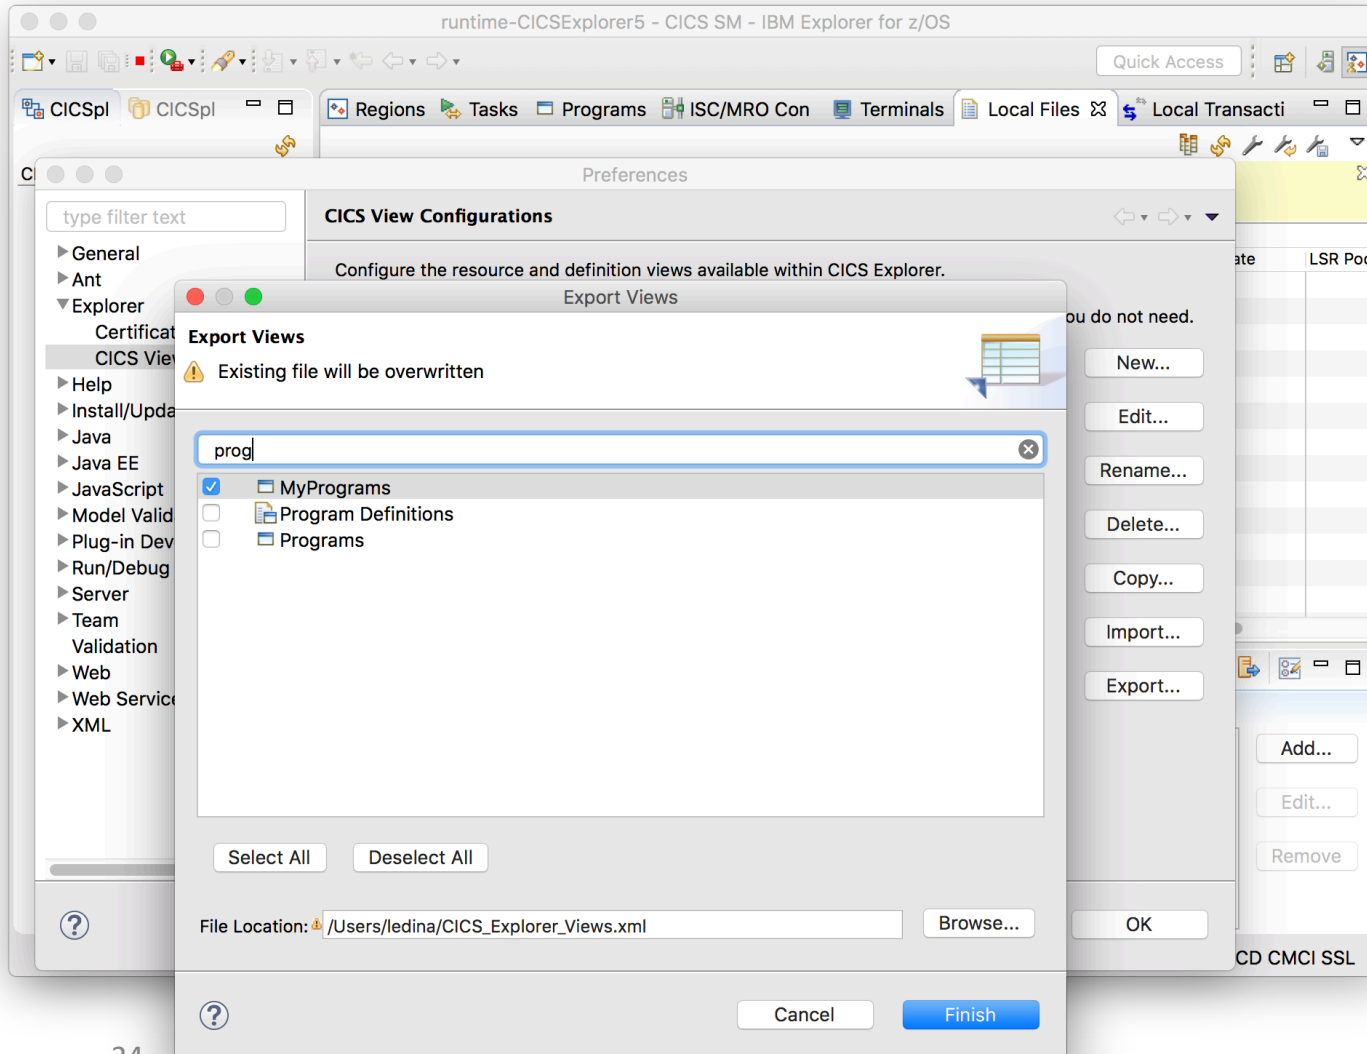 runtime-CICSExplorer5 - CICS SM - IBM Explorer for z/OS
Quick Access
CICSpl
CICSpl
Regions
Tasks
Programs
ISC/MRO Con
Terminals
Local Files
Local Transacti
Preferences
type filter text
CICS View Configurations
General
Ant
Explorer
Certificat
CICS Vie
Help
Install/Upda
Java
Java EE
JavaScript
Model Valid
Plug-in Dev
Run/Debug
Server
Team
Validation
Web
Web Service
XML
Configure the resource and definition views available within CICS Explorer.
ou do not need.
New...
Edit...
Rename...
Delete...
Copy...
Import...
Export...
OK
Export Views
Export Views
Existing file will be overwritten
prog
MyPrograms
Program Definitions
Programs
Select All
Deselect All
File Location:
/Users/ledina/CICS_Explorer_Views.xml
Browse...
Cancel
Finish
ate
LSR Poo
Add...
Edit...
Remove
CD CMCI SSL